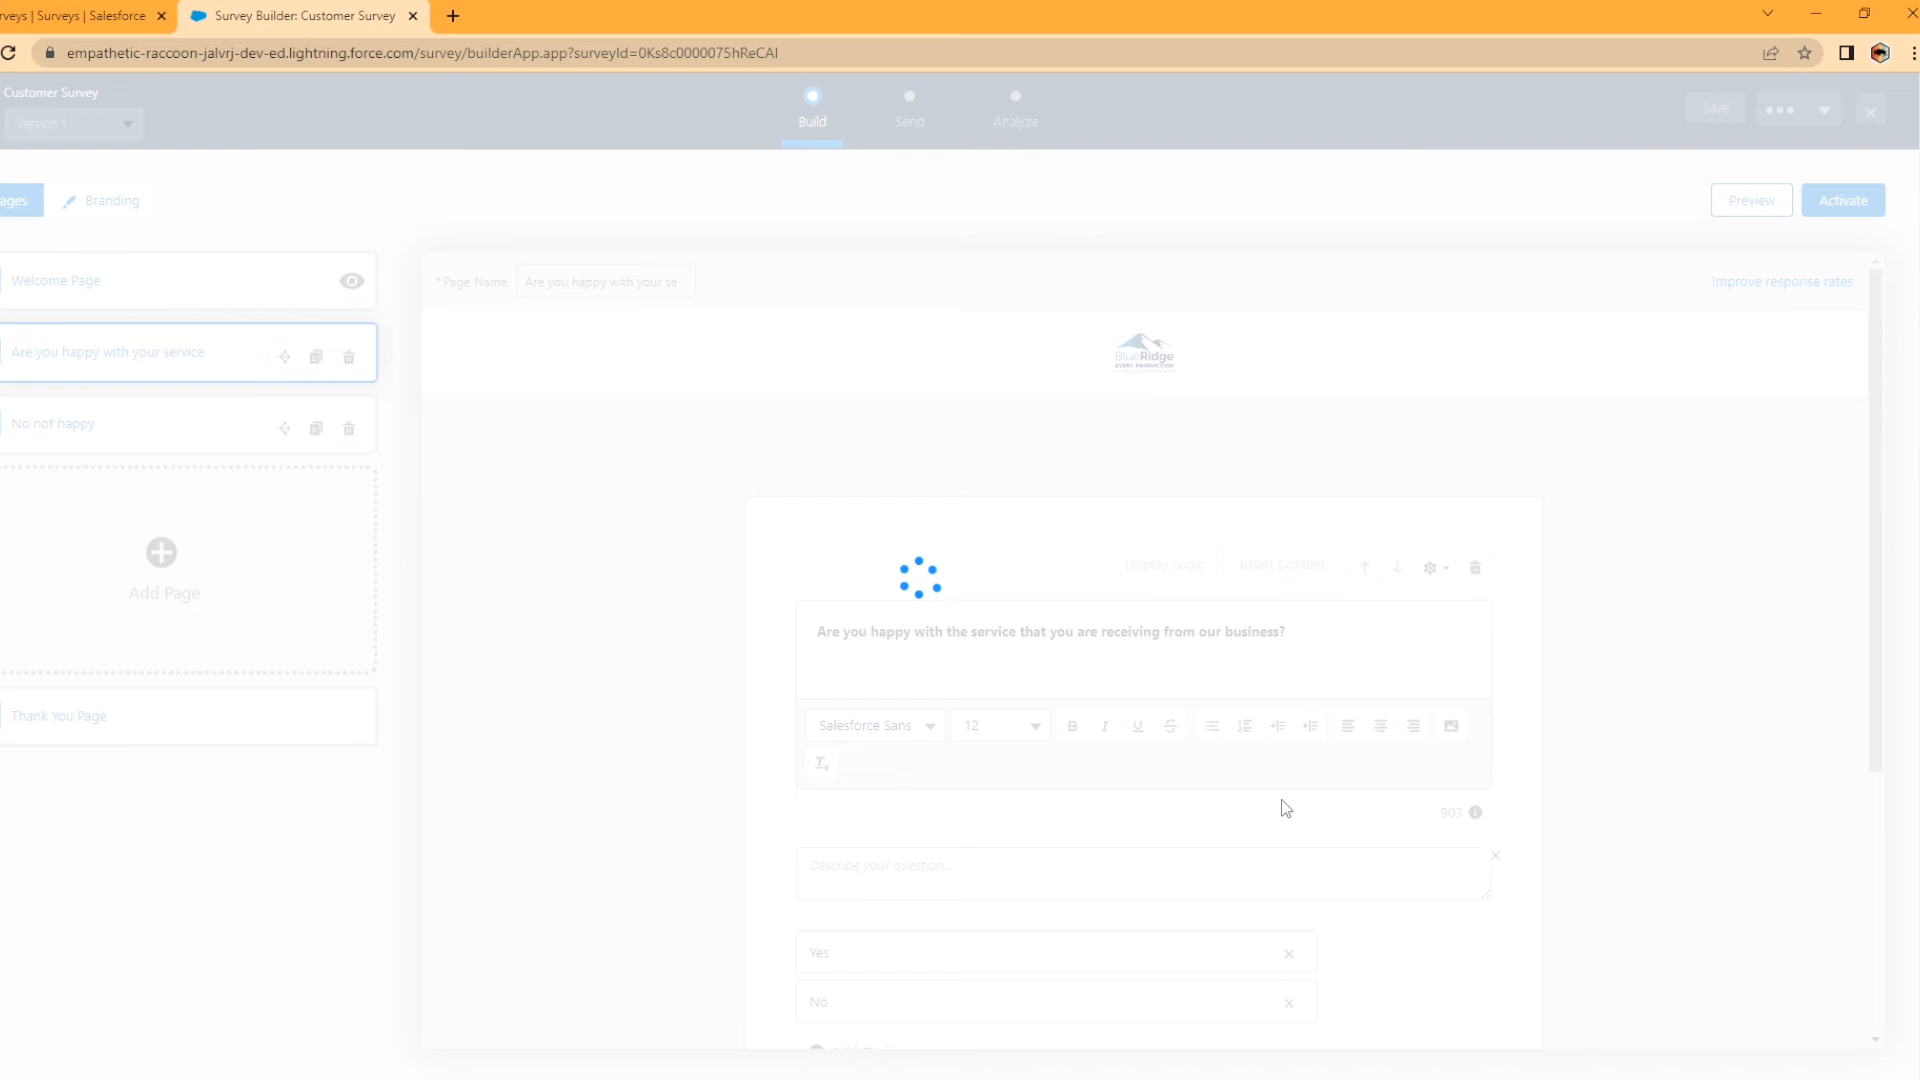 rveys | Surveys | Salesforce
Survey Builder: Customer Survey
empathetic-raccoon-jalvrj-dev-ed.lightning.force.com/survey/builderApp.app?surveyId=0Ks8c0000075hReCAI
Customer Survey
Version 1
Build
Send
Analyze
Save
ages
Branding
Preview
Activate
Welcome Page
* Page Name
Are you happy with your se
Improve response rates
BlueRidge
EVENT PRODUCTION
Are you happy with your service
No not happy
Add Page
Thank You Page
Display Logic
Insert Content
Are you happy with the service that you are receiving from our business?
Salesforce Sans
12
903
Describe your question...
Yes
No